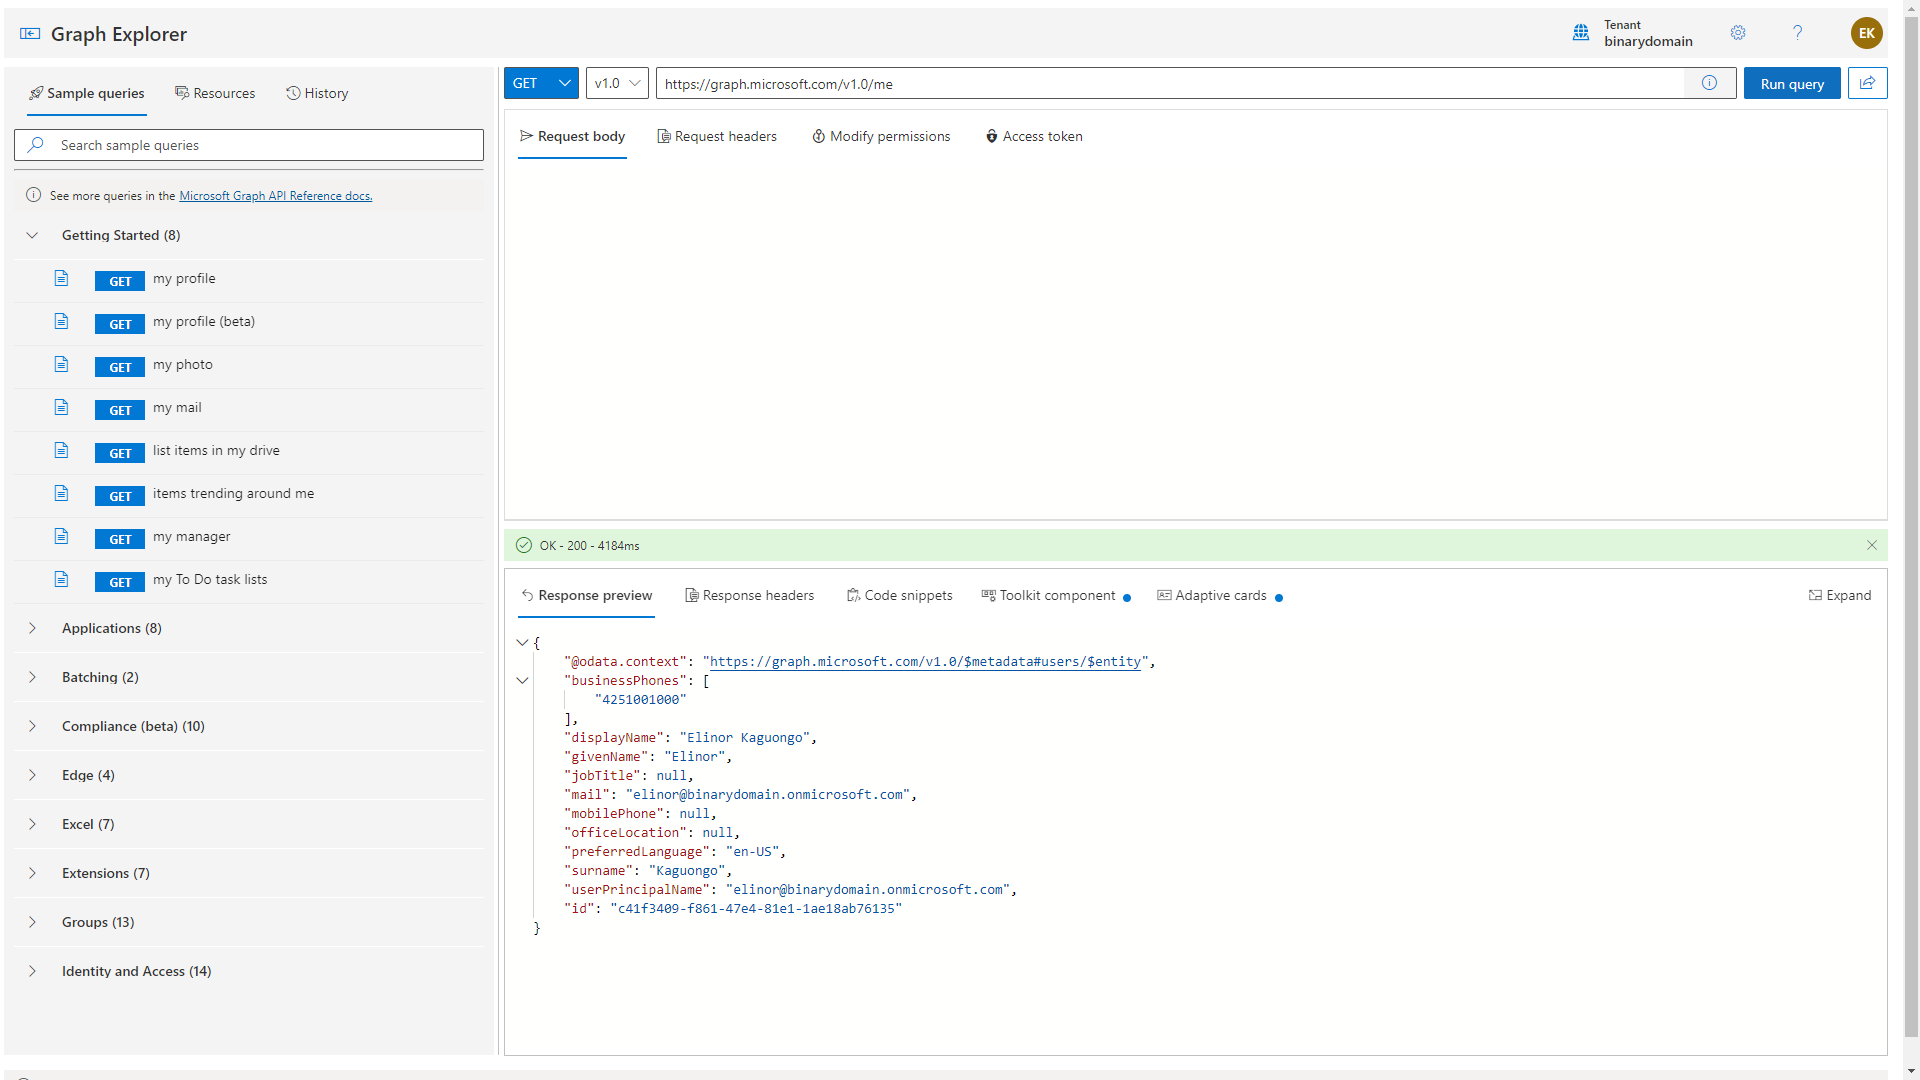 Graph Explorer
Tenant
binarydomain
EK
Sample queries
Resources
History
Search sample queries
See more queries in the Microsoft Graph API Reference docs.
Getting Started (8)
GET my profile
GET my profile (beta)
GET my photo
GET my mail
GET list items in my drive
GET items trending around me
GET my manager
GET my To Do task lists
Applications (8)
Batching (2)
Compliance (beta) (10)
Edge (4)
Excel (7)
Extensions (7)
Groups (13)
Identity and Access (14)
GET
v1.0
https://graph.microsoft.com/v1.0/me
Run query
Request body
Request headers
Modify permissions
Access token
OK - 200 - 4184ms
Response preview
Response headers
Code snippets
Toolkit component
Adaptive cards
Expand
{
"@odata.context": "https://graph.microsoft.com/v1.0/$metadata#users/$entity",
"businessPhones": [
"4251001000"
],
"displayName": "Elinor Kaguongo",
"givenName": "Elinor",
"jobTitle": null,
"mail": "elinor@binarydomain.onmicrosoft.com",
"mobilePhone": null,
"officeLocation": null,
"preferredLanguage": "en-US",
"surname": "Kaguongo",
"userPrincipalName": "elinor@binarydomain.onmicrosoft.com",
"id": "c41f3409-f861-47e4-81e1-1ae18ab76135"
}